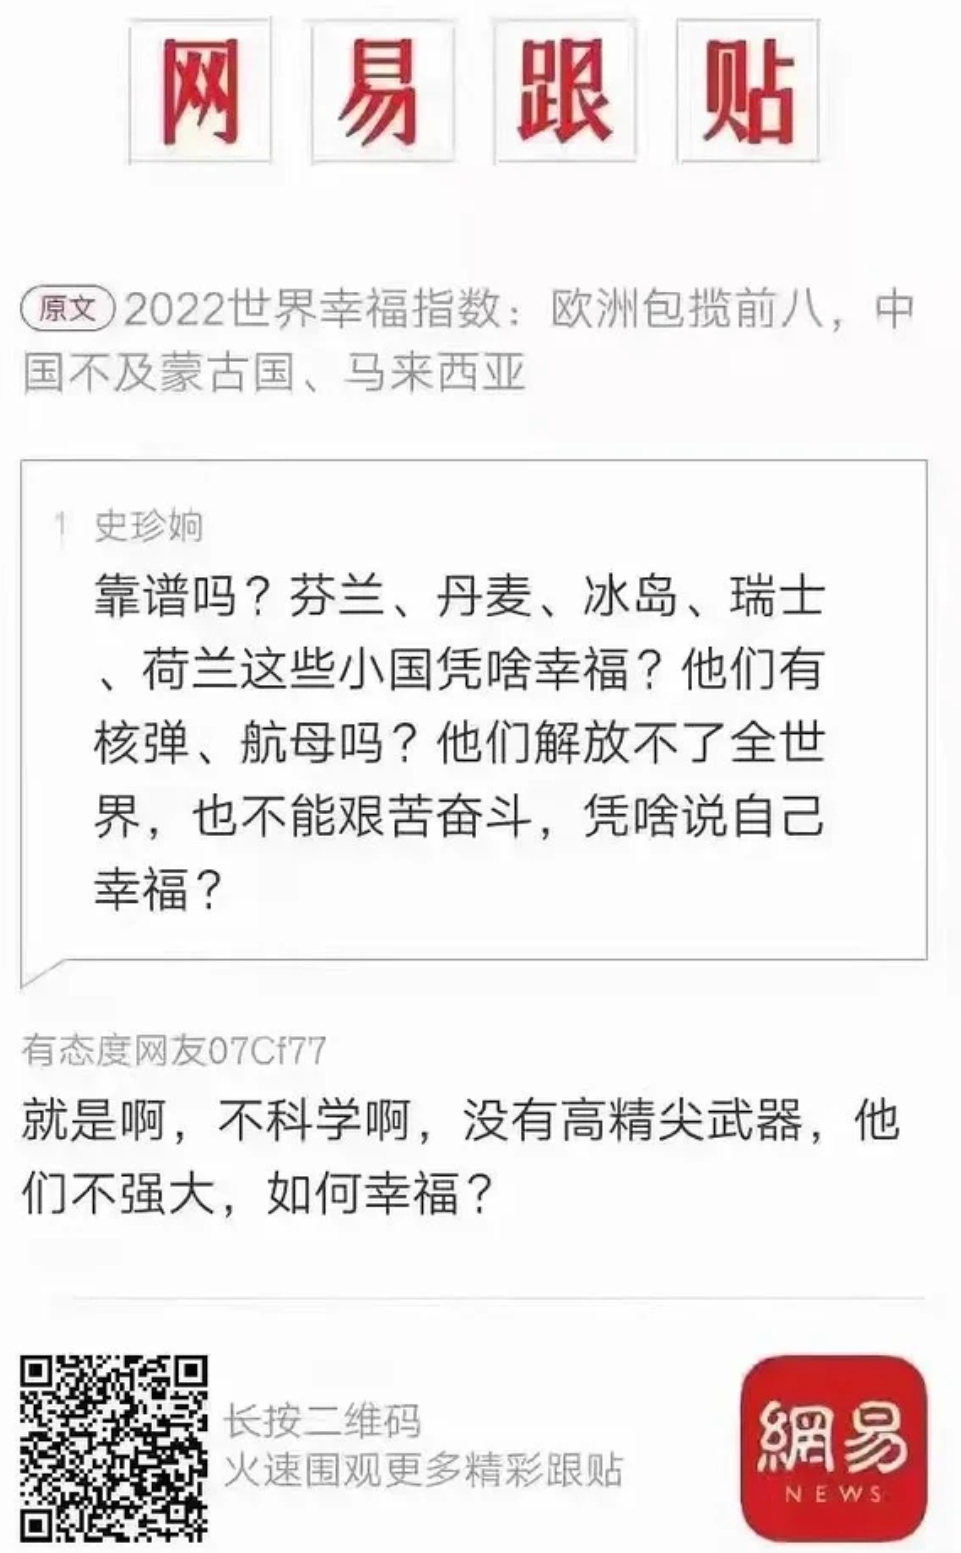 网易跟贴
原文 2022世界幸福指数：欧洲包揽前八，中
国不及蒙古国、马来西亚
1 史珍姠
靠谱吗？芬兰、丹麦、冰岛、瑞士
、荷兰这些小国凭啥幸福？他们有
核弹、航母吗？他们解放不了全世
界，也不能艰苦奋斗，凭啥说自己
幸福？
有态度网友07Cf77
就是啊，不科学啊，没有高精尖武器，他
们不强大，如何幸福？
长按二维码
火速围观更多精彩跟贴
網易
NEWS